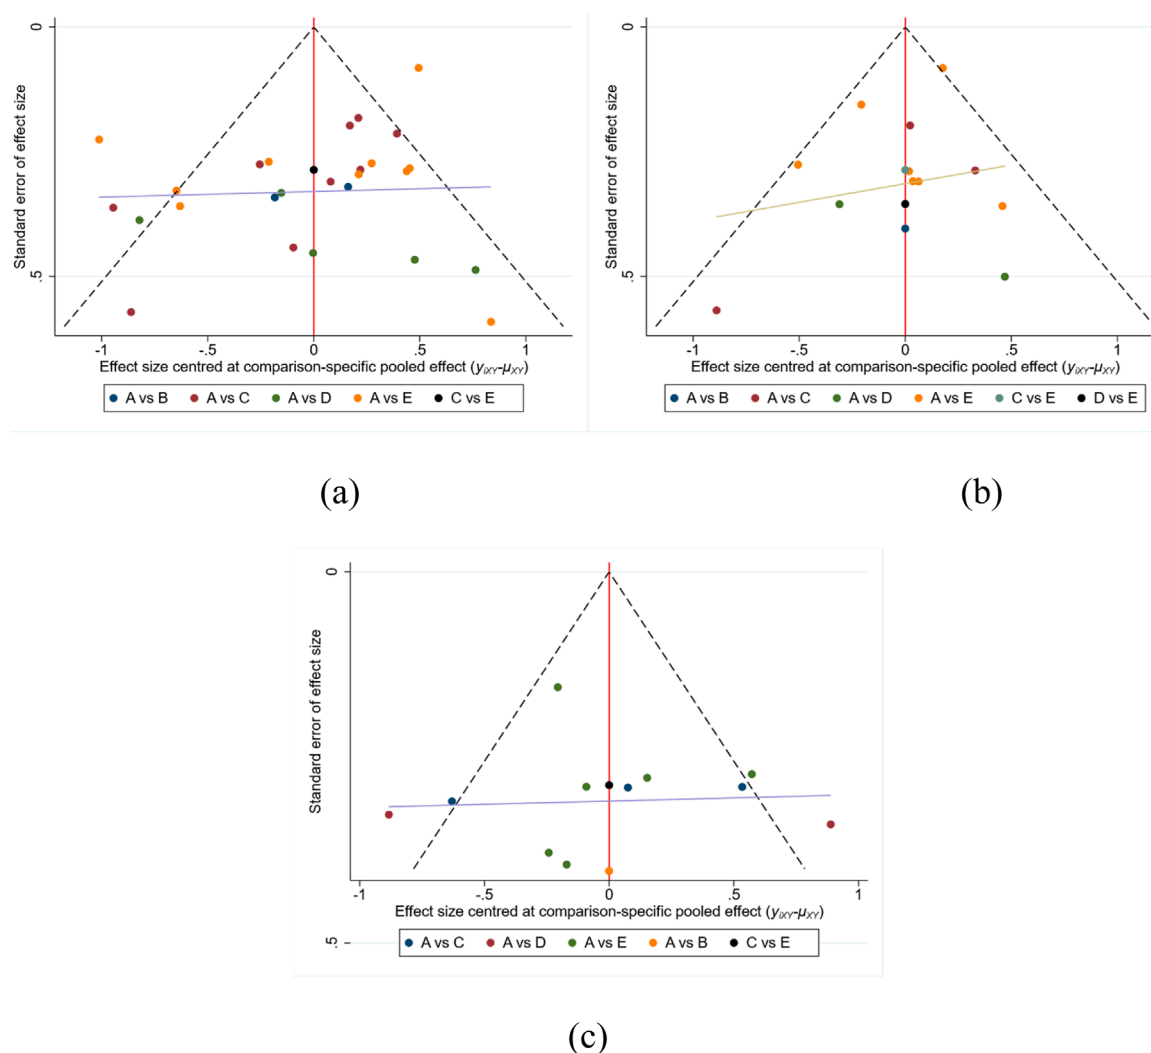 0
.5
Standard error of effect size
-1 -.5 0 .5 1
Effect size centred at comparison-specific pooled effect (yiXY-μXY)
A vs B A vs C A vs D A vs E C vs E
(a)
0
.5
Standard error of effect size
-1 -.5 0 .5 1
Effect size centred at comparison-specific pooled effect (yiXY-μXY)
A vs B A vs C A vs D A vs E C vs E D vs E
(b)
0
.5
Standard error of effect size
-1 -.5 0 .5 1
Effect size centred at comparison-specific pooled effect (yiXY-μXY)
A vs C A vs D A vs E A vs B C vs E
(c)